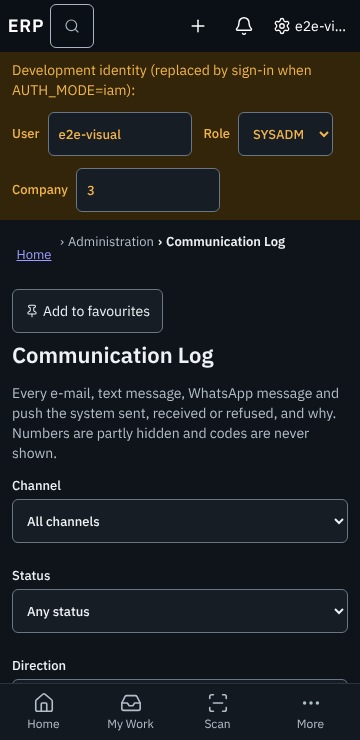 ERP
e2e-vi...
Development identity (replaced by sign-in when
AUTH_MODE=iam):
User e2e-visual Role SYSADM
Company 3
Home › Administration › Communication Log
Add to favourites
Communication Log
Every e-mail, text message, WhatsApp message and
push the system sent, received or refused, and why.
Numbers are partly hidden and codes are never
shown.
Channel
All channels
Status
Any status
Direction
Home My Work Scan More